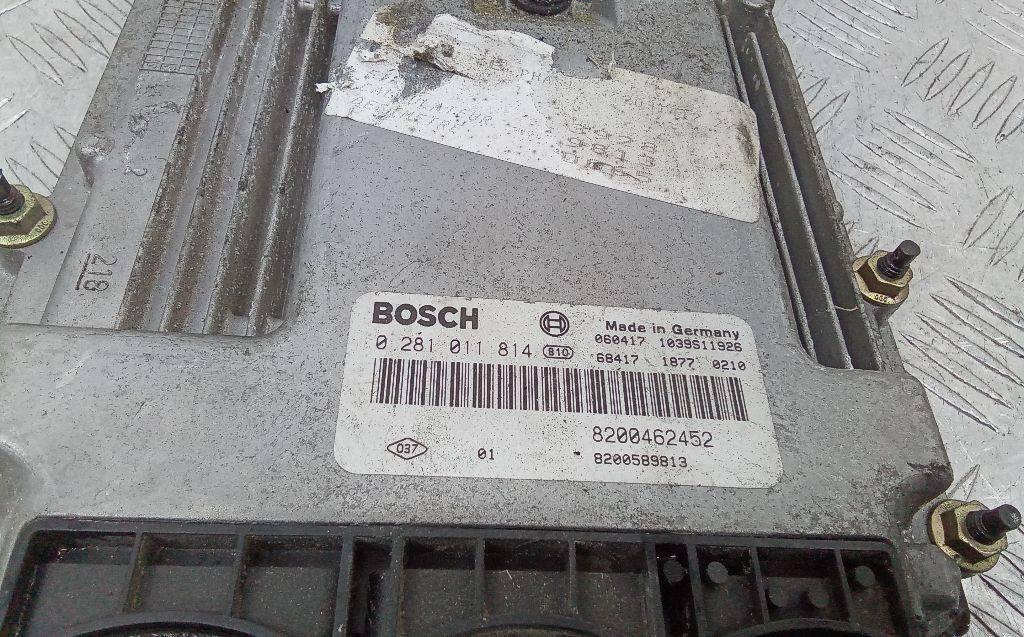 218
BOSCH
Made in Germany
060417 1039S11926
0 281 011 814 810
68417 1877 0210
8200462452
037
01
8200589813